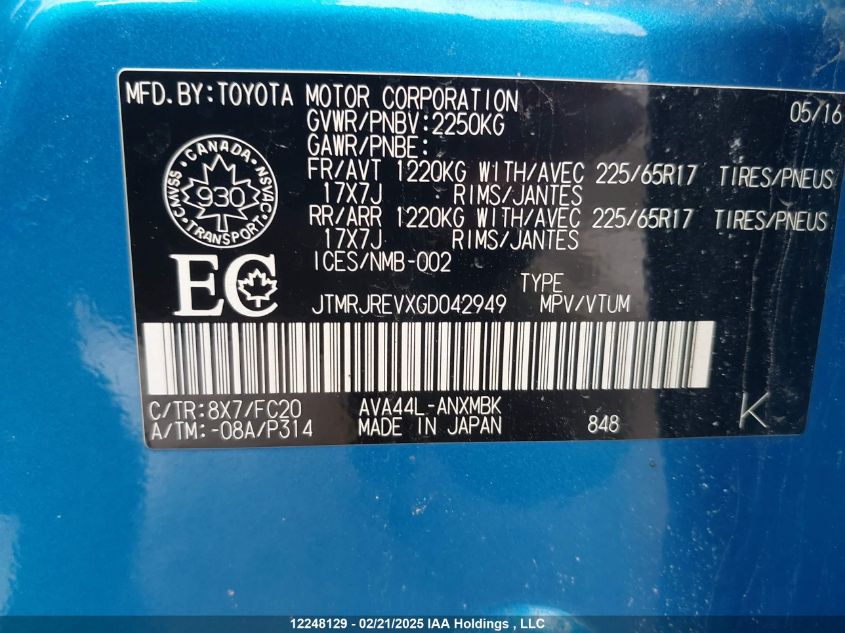 MFD.BY:TOYOTA MOTOR CORPORATION 05/16
GVWR/PNBV:2250KG
GAWR/PNBE:
FR/AVT 1220KG WITH/AVEC 225/65R17 TIRES/PNEUS
17X7J RIMS/JANTES
RR/ARR 1220KG WITH/AVEC 225/65R17 TIRES/PNEUS
17X7J RIMS/JANTES
CANADA
CMVSS 930 NSVAC
TRANSPORT
ICES/NMB-002
EC
TYPE
JTMRJREVXGD042949 MPV/VTUM
C/TR:8X7/FC20 AVA44L-ANXMBK
A/TM:-08A/P314 MADE IN JAPAN 848 K
12248129 - 02/21/2025 IAA Holdings , LLC